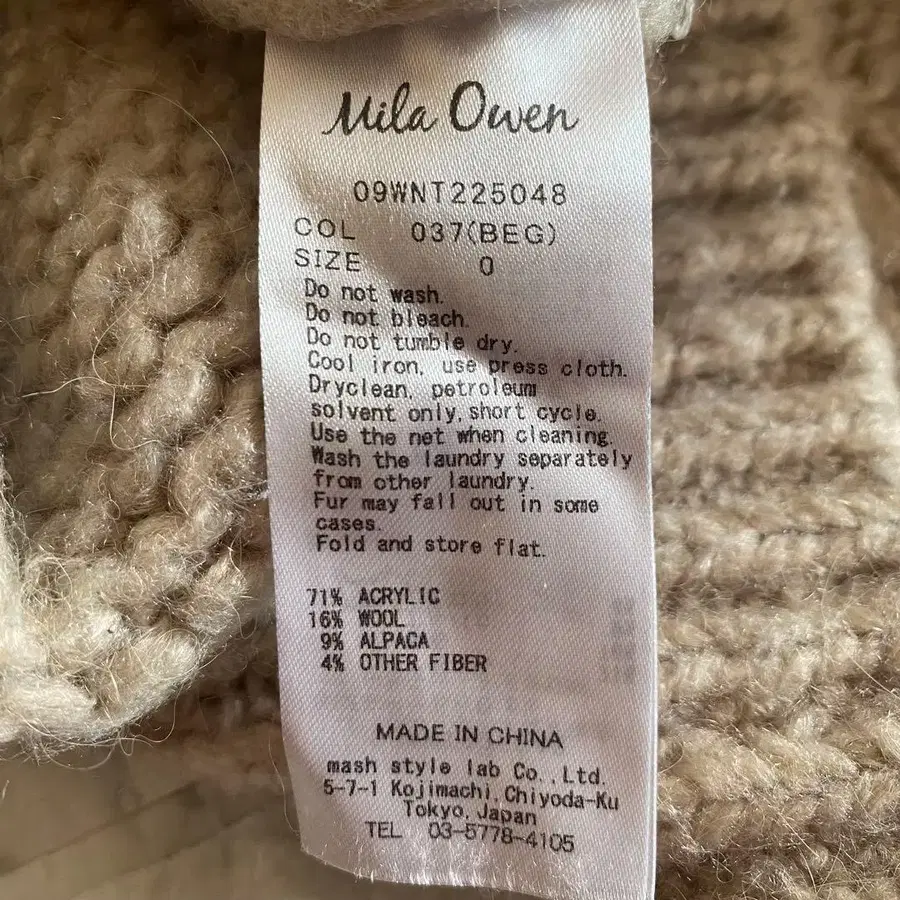 Mila Owen
09WNT225048
COL 037(BEG)
SIZE 0
Do not wash.
Do not bleach.
Do not tumble dry.
Cool iron, use press cloth.
Dryclean, petroleum
solvent only, short cycle.
Use the net when cleaning.
Wash the laundry separately
from other laundry.
Fur may fall out in some
cases.
Fold and store flat.
71% ACRYLIC
16% WOOL
9% ALPACA
4% OTHER FIBER
MADE IN CHINA
mash style lab Co.,Ltd.
5-7-1 Kojimachi,Chiyoda-Ku
Tokyo,Japan
TEL 03-5778-4105